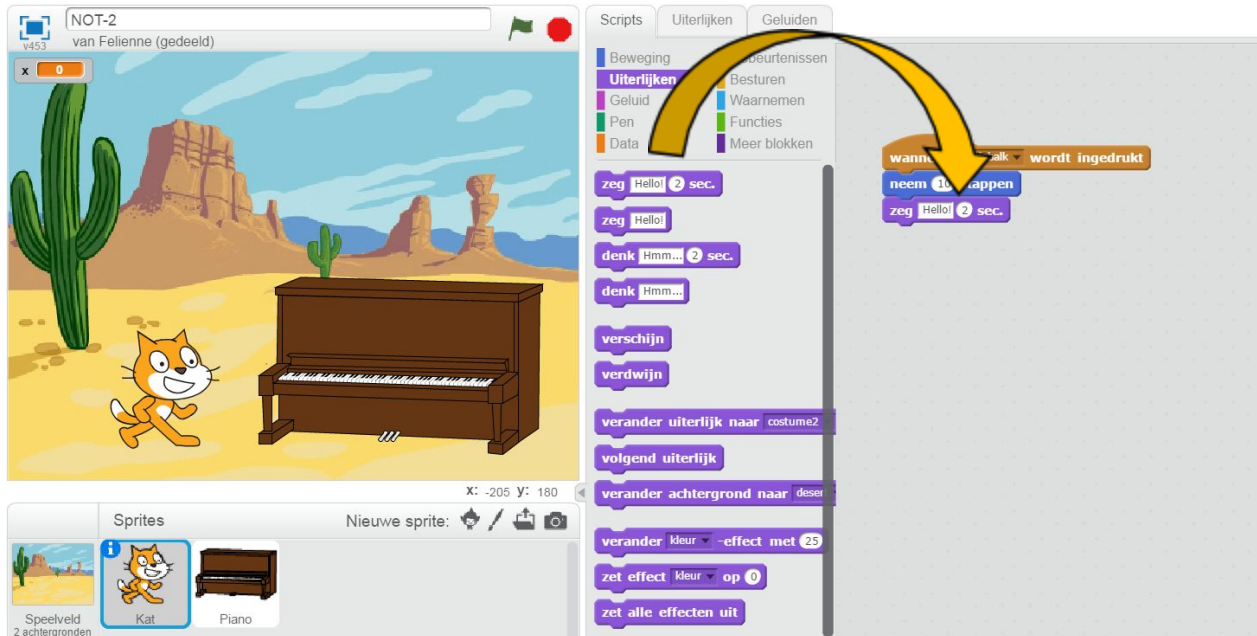 NOT-2
v453
van Felienne (gedeeld)
x 0
x: -205 y: 180
Sprites
Nieuwe sprite:
Speelveld
2 achtergronden
Kat
Piano
Scripts Uiterlijken Geluiden
Beweging
Uiterlijken Besturen
Geluid Waarnemen
Pen Functies
Data Meer blokken
zeg Hello! 2 sec.
zeg Hello!
denk Hmm... 2 sec.
denk Hmm...
verschijn
verdwijn
verander uiterlijk naar costume2
volgend uiterlijk
verander achtergrond naar deser
verander kleur -effect met 25
zet effect kleur op 0
zet alle effecten uit
wordt ingedrukt
neem
zeg Hello! 2 sec.